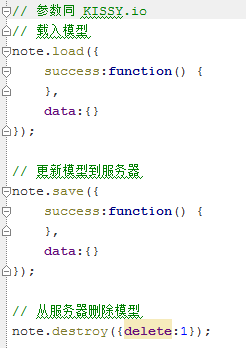 // 参数同 KISSY.io
// 载入模型
note.load({
    success:function() {
    },
    data:{}
});

// 更新模型到服务器
note.save({
    success:function() {
    },
    data:{}
});

// 从服务器删除模型
note.destroy({delete:1});